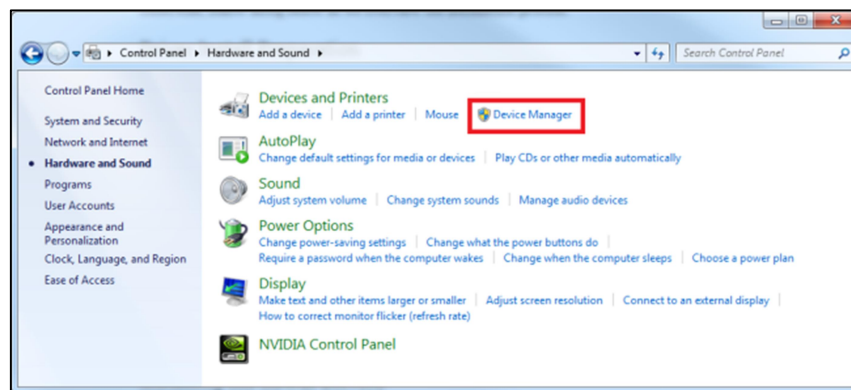 Control Panel ▸ Hardware and Sound ▸
Search Control Panel
Control Panel Home
System and Security
Network and Internet
Hardware and Sound
Programs
User Accounts
Appearance and
Personalization
Clock, Language, and Region
Ease of Access
Devices and Printers
Add a device | Add a printer | Mouse | Device Manager
AutoPlay
Change default settings for media or devices | Play CDs or other media automatically
Sound
Adjust system volume | Change system sounds | Manage audio devices
Power Options
Change power-saving settings | Change what the power buttons do |
Require a password when the computer wakes | Change when the computer sleeps | Choose a power plan
Display
Make text and other items larger or smaller | Adjust screen resolution | Connect to an external display |
How to correct monitor flicker (refresh rate)
NVIDIA Control Panel